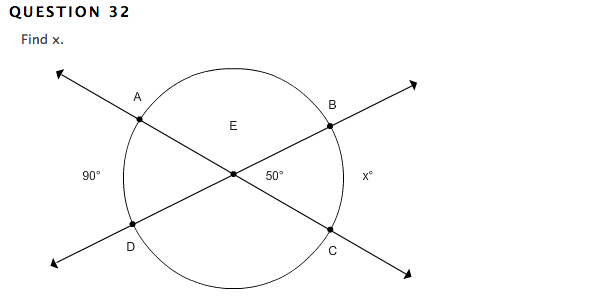 QUESTION 32
Find x.
A
B
E
90°
50°
x°
D
C